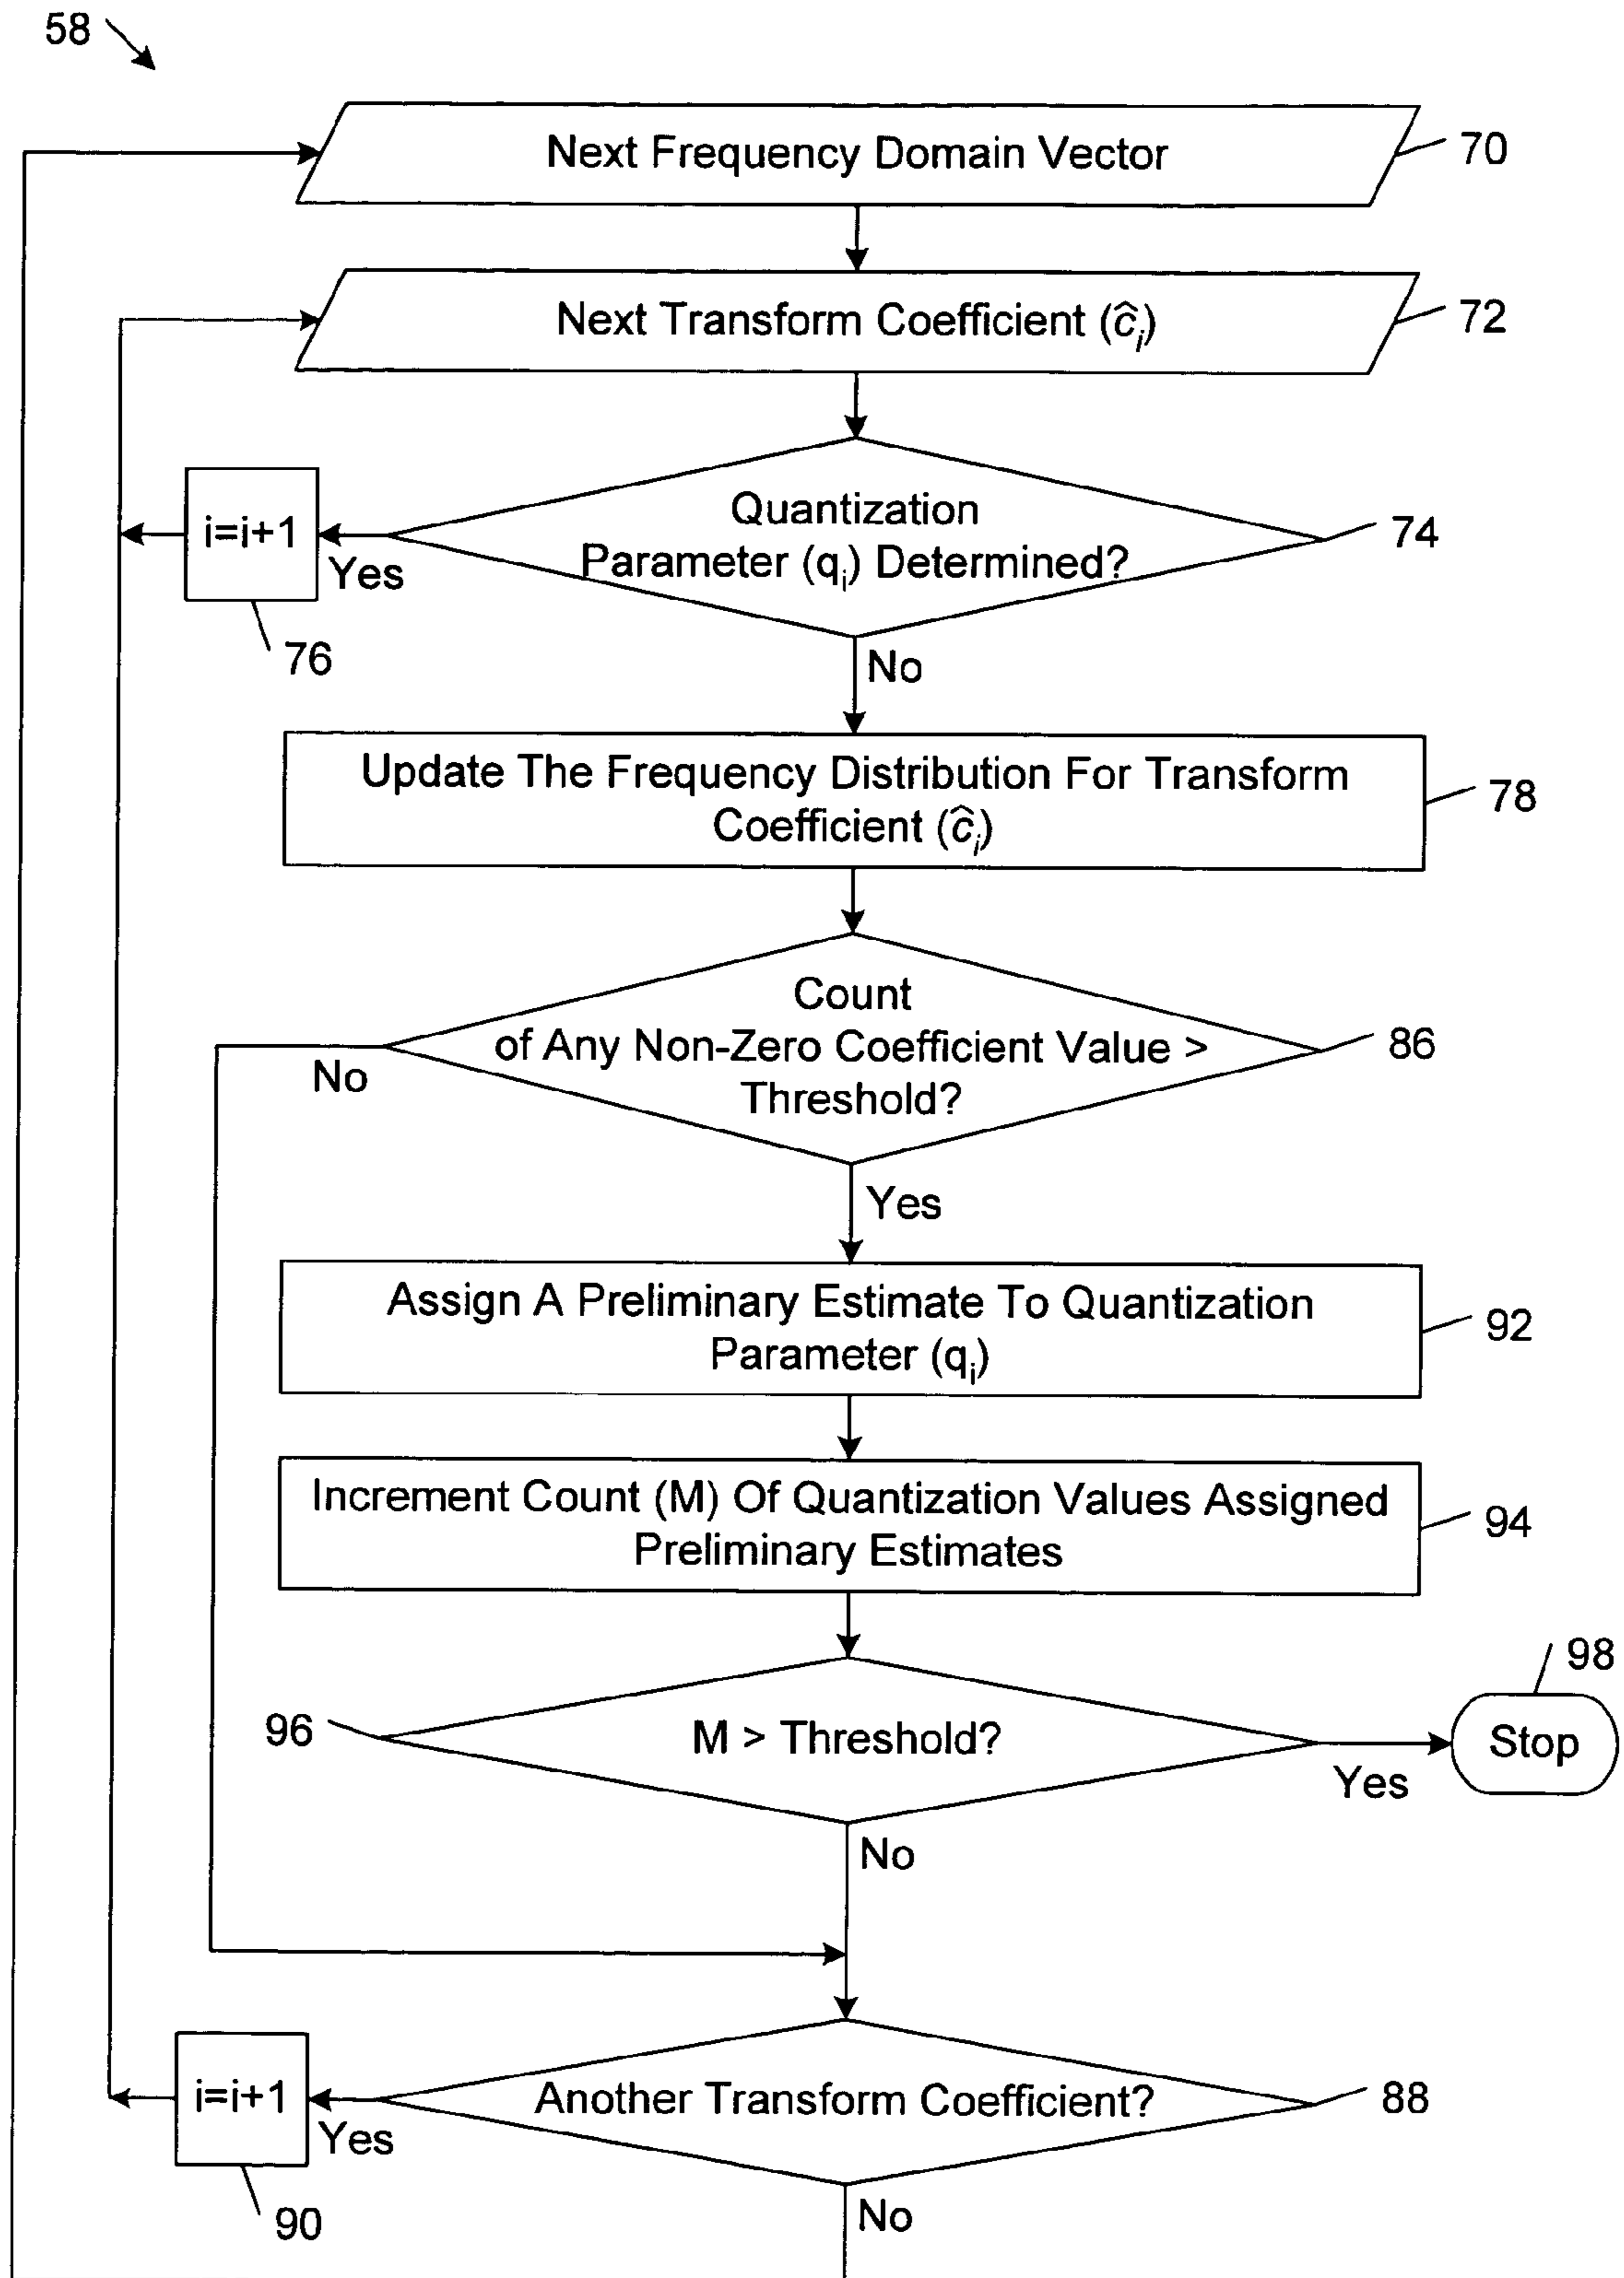 58
Next Frequency Domain Vector
70
Next Transform Coefficient (ĉi)
72
Quantization
Parameter (qi) Determined?
74
i=i+1
Yes
76
No
Update The Frequency Distribution For Transform
Coefficient (ĉi)
78
Count
of Any Non-Zero Coefficient Value >
Threshold?
86
No
Yes
Assign A Preliminary Estimate To Quantization
Parameter (qi)
92
Increment Count (M) Of Quantization Values Assigned
Preliminary Estimates
94
98
96
M > Threshold?
Stop
Yes
No
i=i+1
Another Transform Coefficient?
88
Yes
90
No